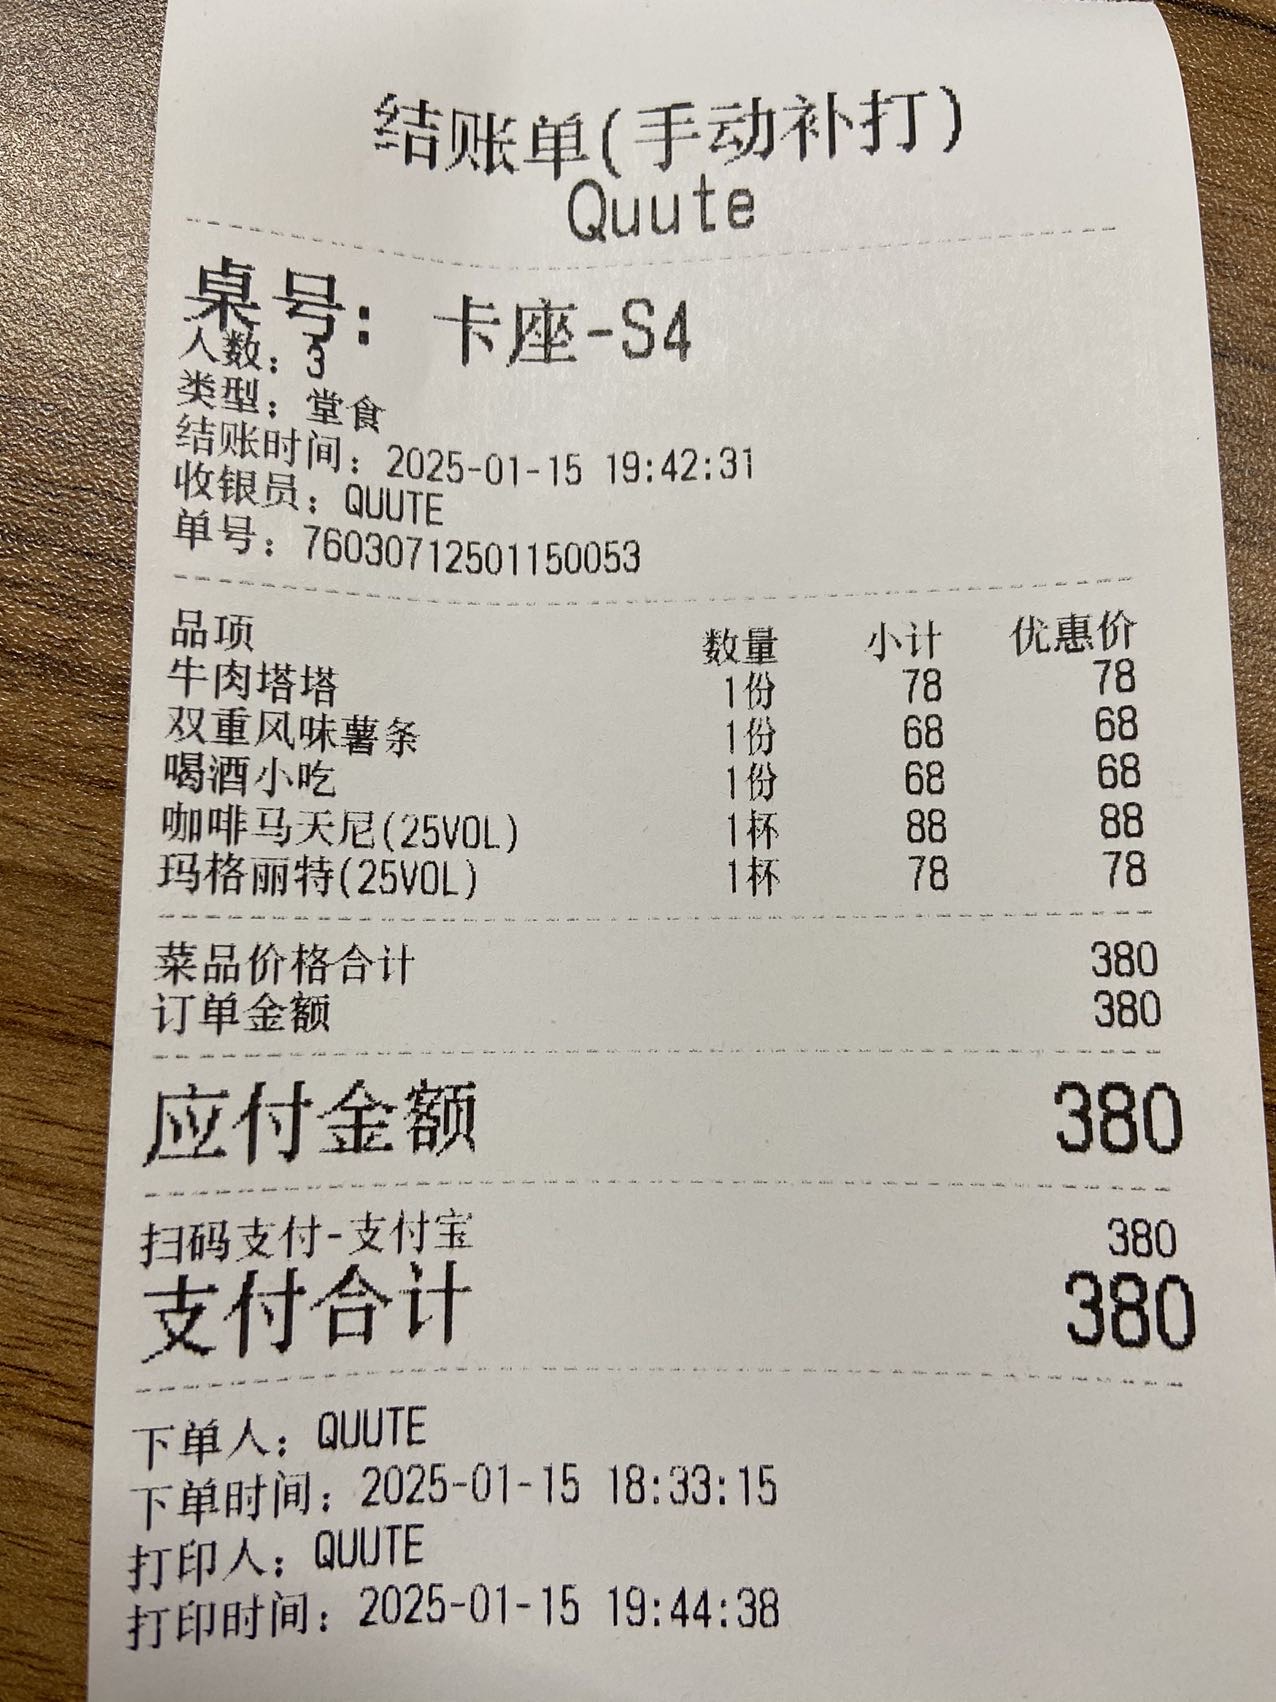 结账单(手动补打)
Quute
桌号: 卡座-S4
人数: 3
类型: 堂食
结账时间: 2025-01-15 19:42:31
收银员: QUUTE
单号: 76030712501150053
品项 数量 小计 优惠价
牛肉塔塔 1份 78 78
双重风味薯条 1份 68 68
喝酒小吃 1份 68 68
咖啡马天尼(25VOL) 1杯 88 88
玛格丽特(25VOL) 1杯 78 78
菜品价格合计 380
订单金额 380
应付金额 380
扫码支付-支付宝 380
支付合计 380
下单人: QUUTE
下单时间: 2025-01-15 18:33:15
打印人: QUUTE
打印时间: 2025-01-15 19:44:38